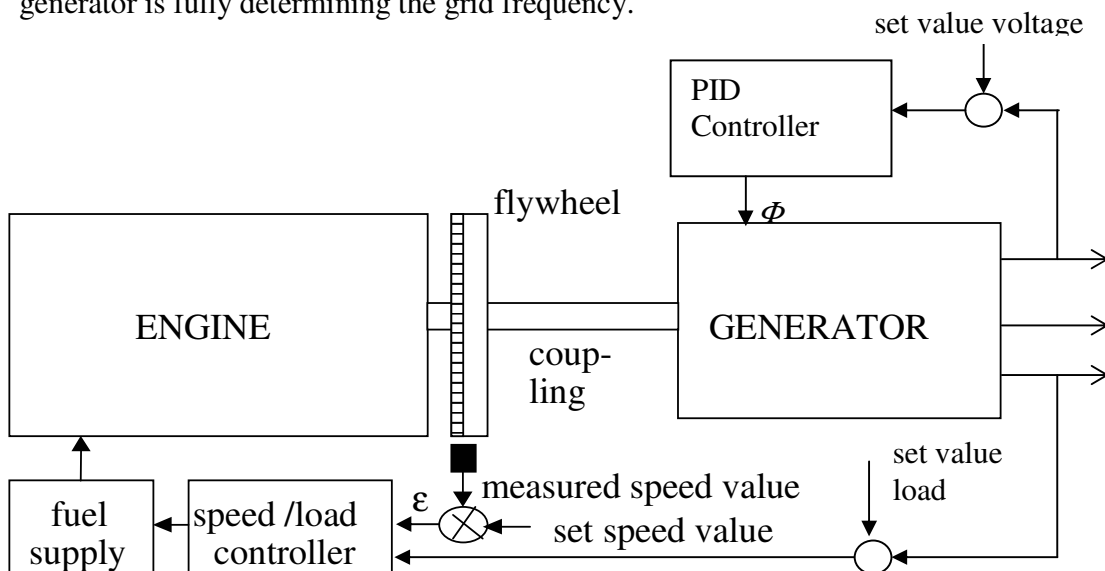 generator is fully determining the grid frequency.
set value voltage
PID
Controller
flywheel
Φ
ENGINE
GENERATOR
coup-
ling
set value
load
measured speed value
ε
set speed value
fuel
supply
speed /load
controller